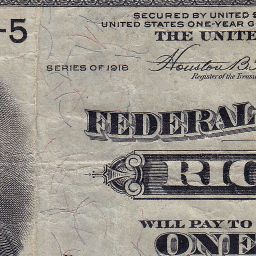 -5
SECURED BY UNITED S
UNITED STATES ONE-YEAR G
THE UNITE
SERIES OF 1918
Houston B.
Register of the Treasu
FEDERAL
RIC
WILL PAY TO
ONE